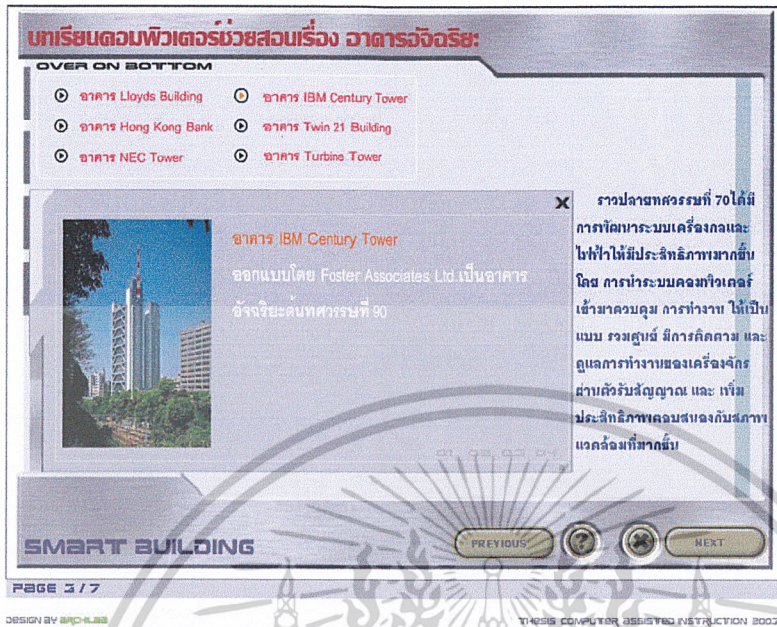 บทเรียนคอมพิวเตอร์ช่วยสอนเรื่อง อาคารอัจฉริยะ
OVER ON BOTTOM
อาคาร Lloyds Building
อาคาร IBM Century Tower
อาคาร Hong Kong Bank
อาคาร Twin 21 Building
อาคาร NEC Tower
อาคาร Turbine Tower
X
อาคาร IBM Century Tower
ออกแบบโดย Foster Associates Ltd.เป็นอาคาร
อัจฉริยะต้นทศวรรษที่ 90
01 02 03 04
ราวปลายทศวรรษที่ 70ได้มี
การพัฒนาระบบเครื่องกลและ
ไฟฟ้าให้มีประสิทธิภาพมากขึ้น
โดย การนำระบบคอมพิวเตอร์
เข้ามาควบคุม การทำงาน ให้เป็น
แบบ รวมศูนย์ มีการติดตาม และ
ดูแลการทำงานของเครื่องจักร
ผ่านตัวรับสัญญาณ และ เพิ่ม
ประสิทธิภาพตอบสนองกับสภาพ
แวดล้อมที่มากขึ้น
SMART BUILDING
PREVIOUS
?
X
NEXT
PAGE 3 / 7
DESIGN BY ARCHILAB
THESIS COMPUTER ASSISTED INSTRUCTION 2003